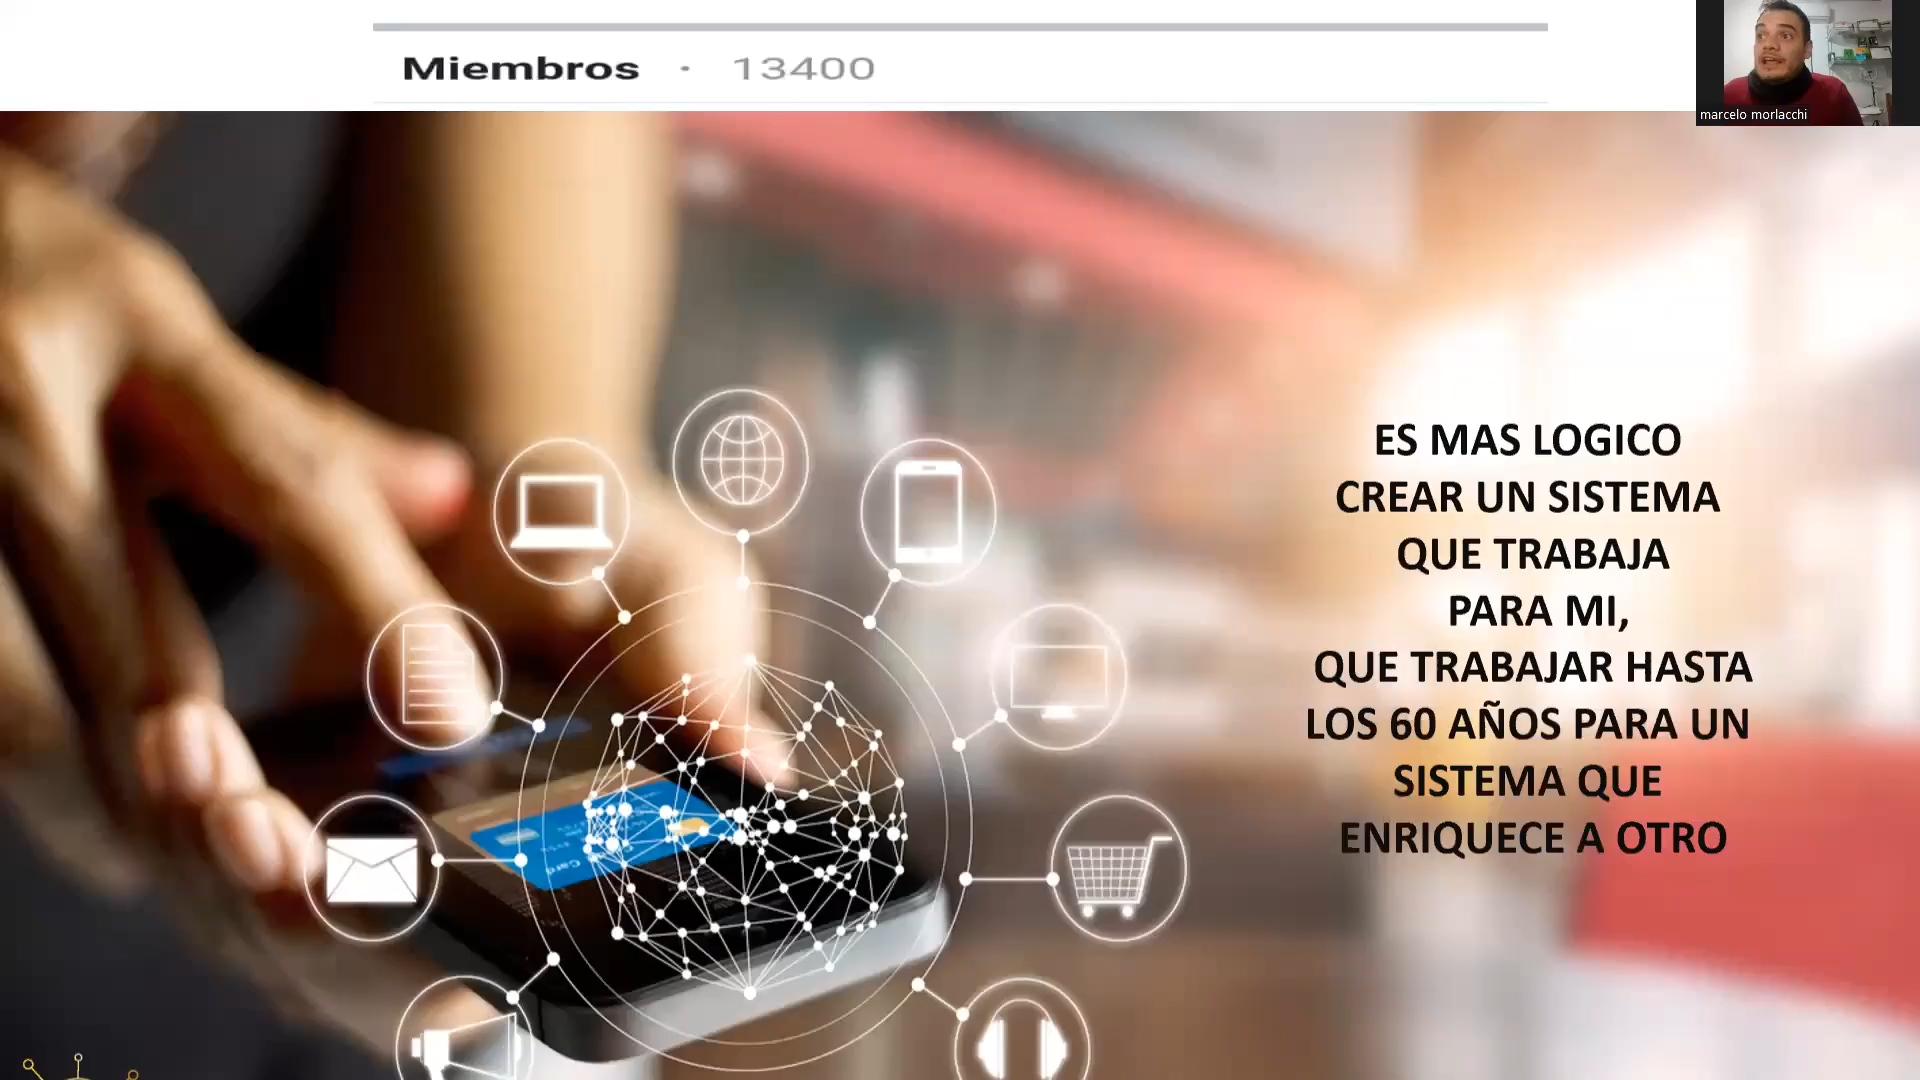 Miembros · 13400
marcelo morlacchi
ES MAS LOGICO
CREAR UN SISTEMA
QUE TRABAJA
PARA MI,
QUE TRABAJAR HASTA
LOS 60 AÑOS PARA UN
SISTEMA QUE
ENRIQUECE A OTRO